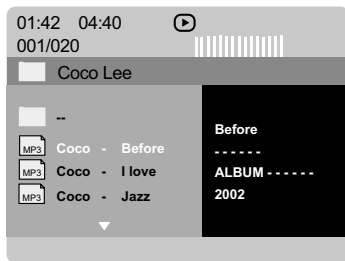 01:42 04:40
001/020
Coco Lee
--
MP3 Coco - Before
MP3 Coco - I love
MP3 Coco - Jazz
Before
- - - - - -
ALBUM - - - - - -
2002